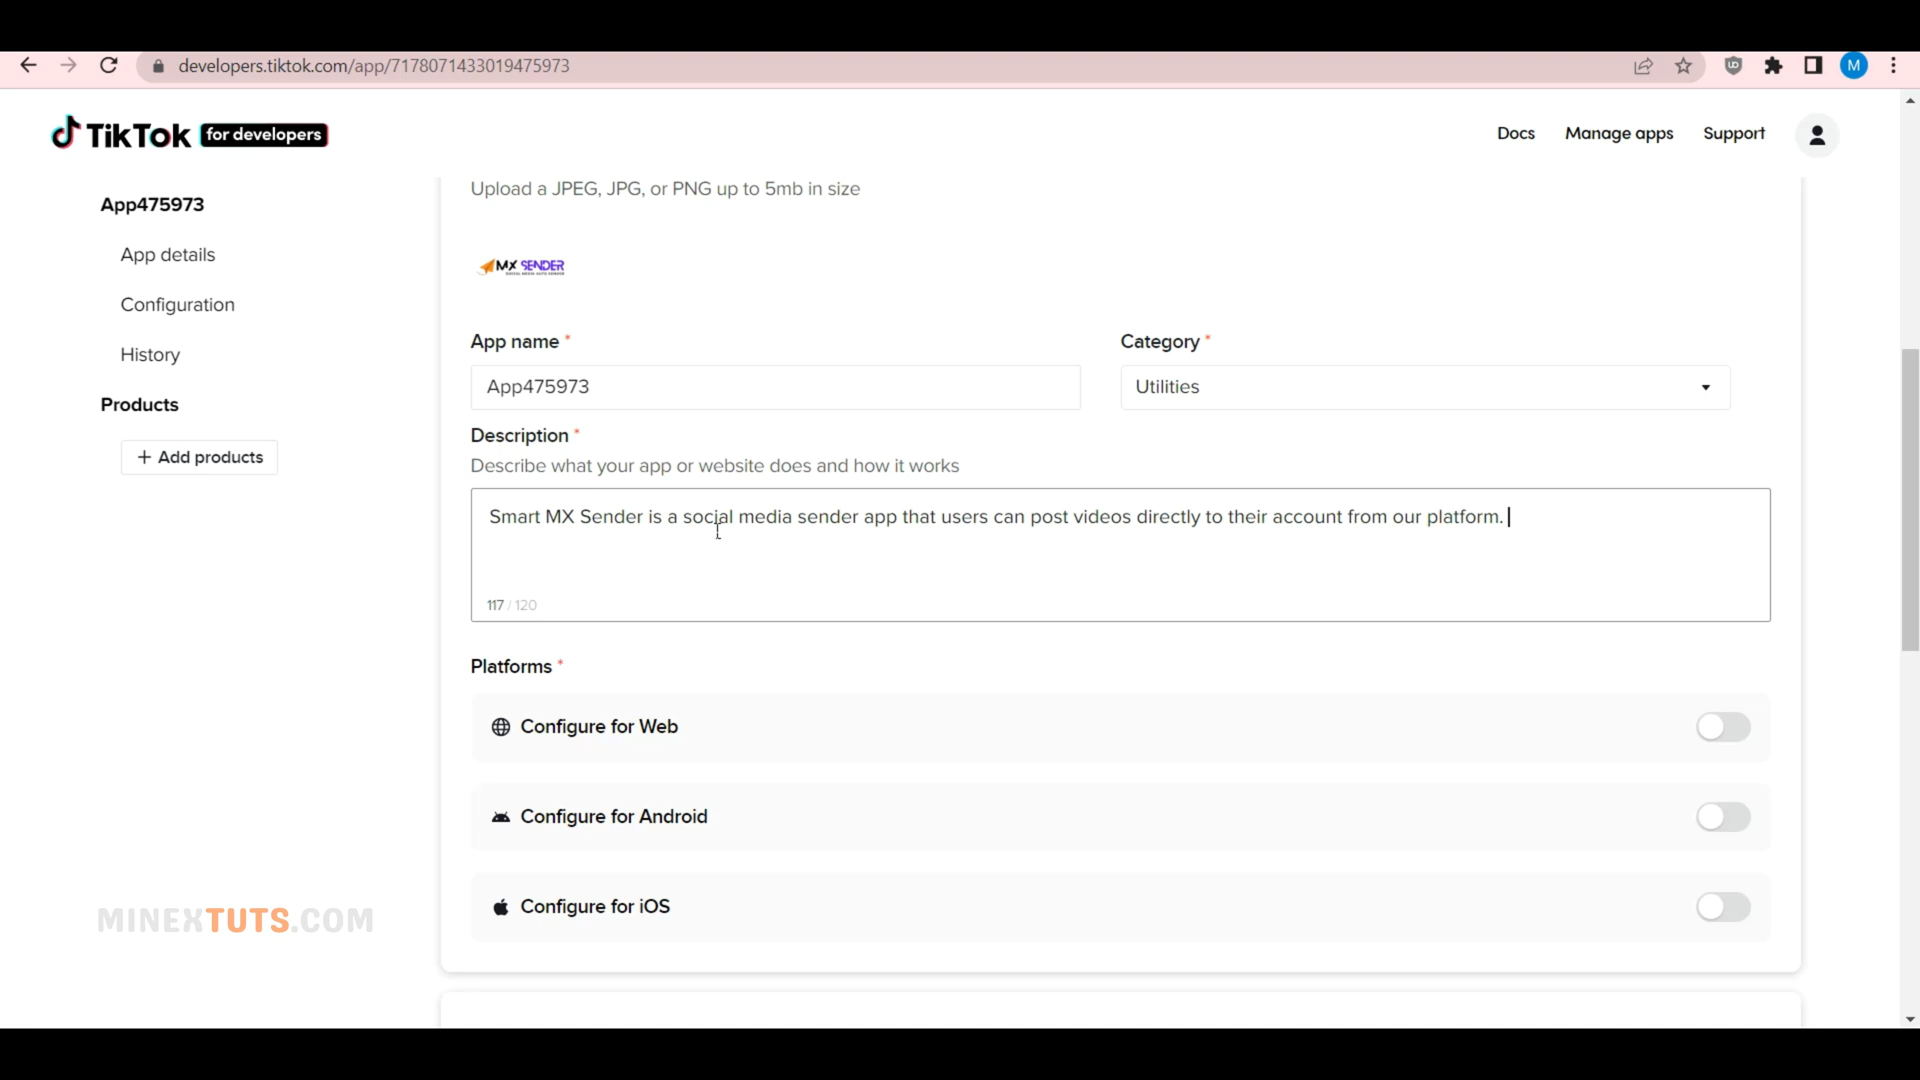 developers.tiktok.com/app/7178071433019475973
M
TikTok for developers
Docs Manage apps Support
App475973
App details
Configuration
History
Products
+ Add products
Upload a JPEG, JPG, or PNG up to 5mb in size
MX SENDER
App name *
App475973
Category *
Utilities
Description *
Describe what your app or website does and how it works
Smart MX Sender is a social media sender app that users can post videos directly to their account from our platform.
117 / 120
Platforms *
Configure for Web
Configure for Android
Configure for iOS
MINEXTUTS.COM